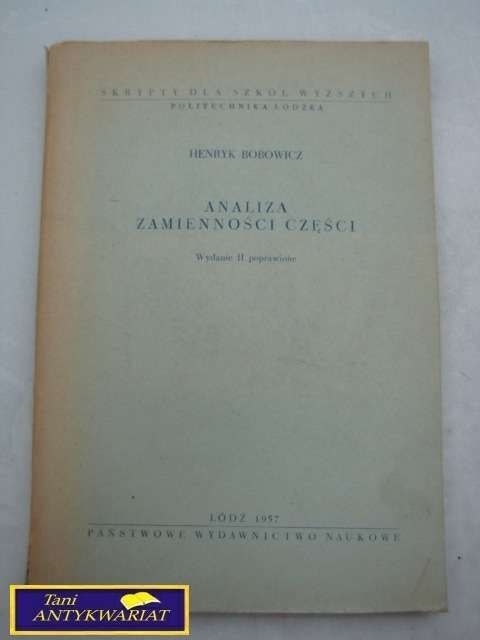 SKRYPTY DLA SZKÓŁ WYŻSZYCH
POLITECHNIKA ŁÓDZKA
HENRYK BOBOWICZ
ANALIZA
ZAMIENNOŚCI CZĘŚCI
Wydanie II poprawione
ŁÓDŹ 1957
PAŃSTWOWE WYDAWNICTWO NAUKOWE
Tani
ANTYKWARIAT